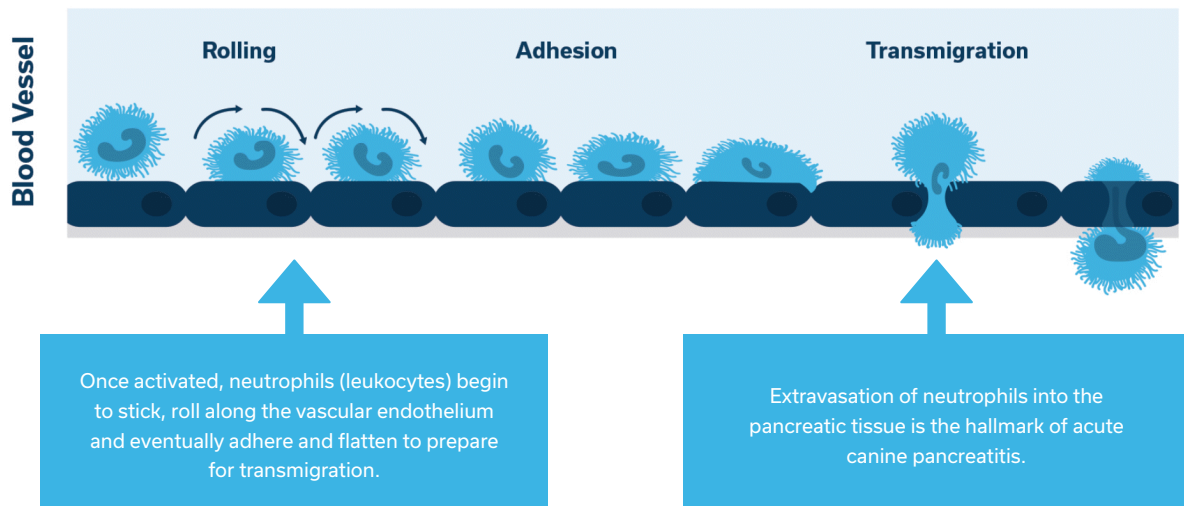 Blood Vessel
Rolling
Adhesion
Transmigration
Once activated, neutrophils (leukocytes) begin
to stick, roll along the vascular endothelium
and eventually adhere and flatten to prepare
for transmigration.
Extravasation of neutrophils into the
pancreatic tissue is the hallmark of acute
canine pancreatitis.